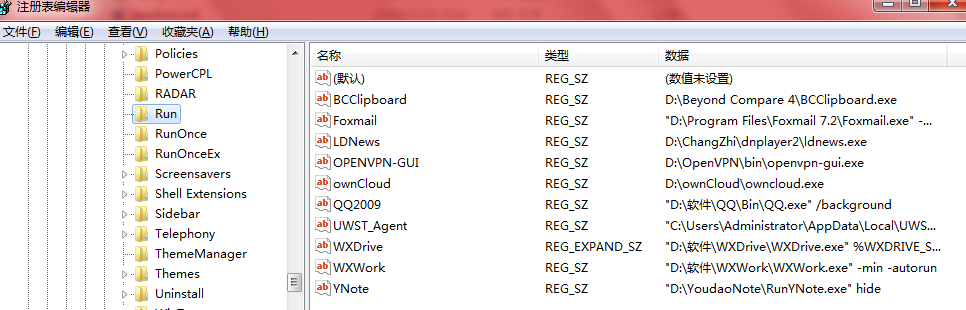 注册表编辑器
文件(F) 编辑(E) 查看(V) 收藏夹(A) 帮助(H)
Policies
PowerCPL
RADAR
Run
RunOnce
RunOnceEx
Screensavers
Shell Extensions
Sidebar
Telephony
ThemeManager
Themes
Uninstall
名称 类型 数据
(默认) REG_SZ (数值未设置)
BCClipboard REG_SZ D:\Beyond Compare 4\BCClipboard.exe
Foxmail REG_SZ "D:\Program Files\Foxmail 7.2\Foxmail.exe" -...
LDNews REG_SZ D:\ChangZhi\dnplayer2\ldnews.exe
OPENVPN-GUI REG_SZ D:\OpenVPN\bin\openvpn-gui.exe
ownCloud REG_SZ D:\ownCloud\owncloud.exe
QQ2009 REG_SZ "D:\软件\QQ\Bin\QQ.exe" /background
UWST_Agent REG_SZ "C:\Users\Administrator\AppData\Local\UWS...
WXDrive REG_EXPAND_SZ "D:\软件\WXDrive\WXDrive.exe" %WXDRIVE_S...
WXWork REG_SZ "D:\软件\WXWork\WXWork.exe" -min -autorun
YNote REG_SZ "D:\YoudaoNote\RunYNote.exe" hide